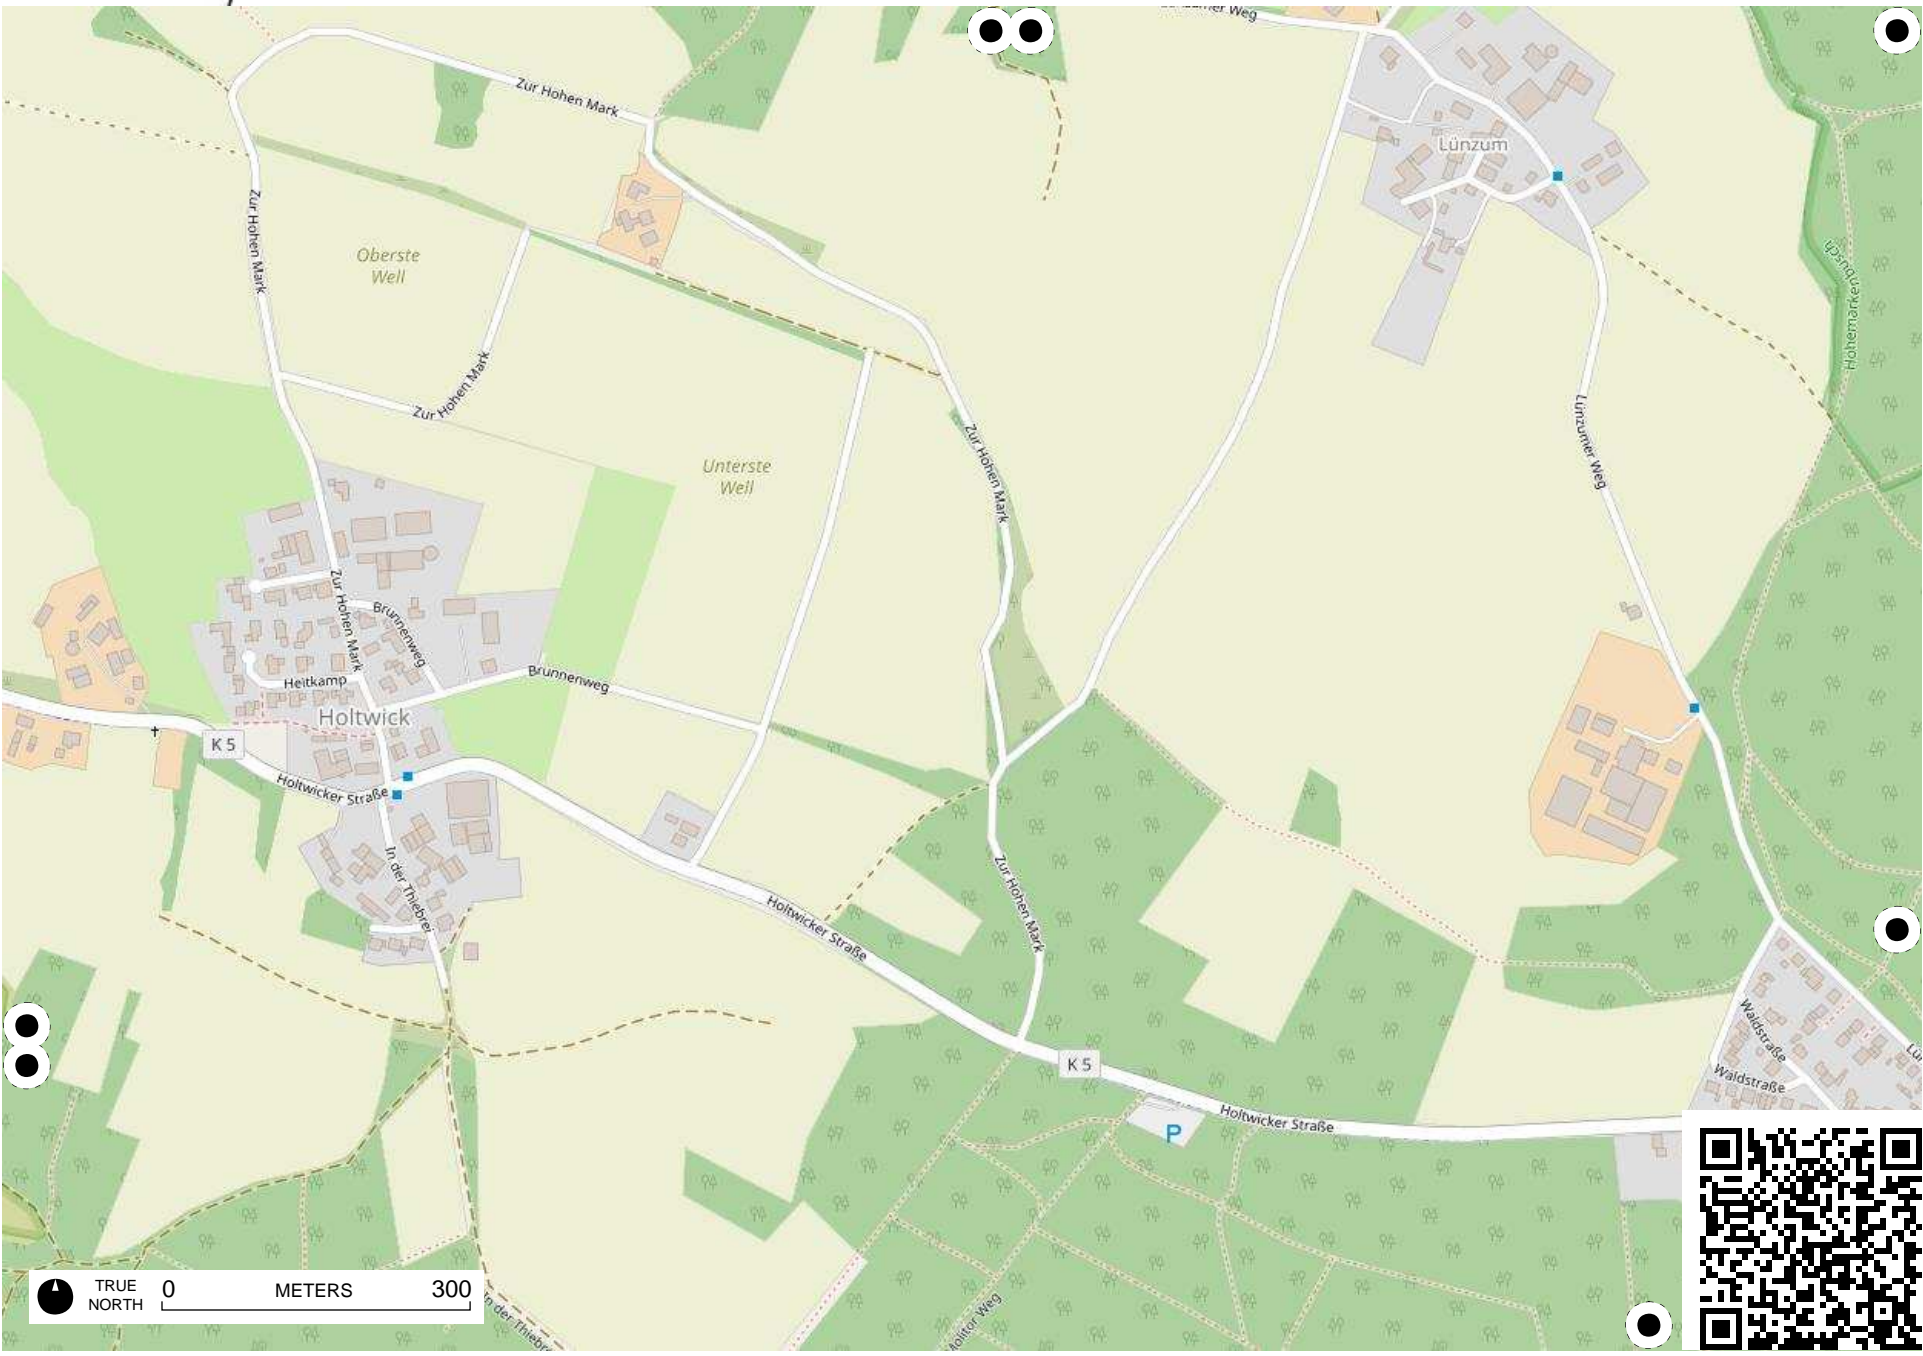 Zur Hohen Mark
Lünzum
Hohemarkenbusch
Zur Hohen Mark
Oberste
Well
Zur Hohen Mark
Zur Hohen Mark
Unterste
Well
Lünzumer Weg
Zur Hohen Mark
Brunnenweg
Heitkamp
Brunnenweg
Holtwick
K 5
Holtwicker Straße
In der Thiebrei
Zur Hohen Mark
Holtwicker Straße
K 5
Waldstraße
Waldstraße
Holtwicker Straße
P
TRUE
NORTH
0 METERS 300